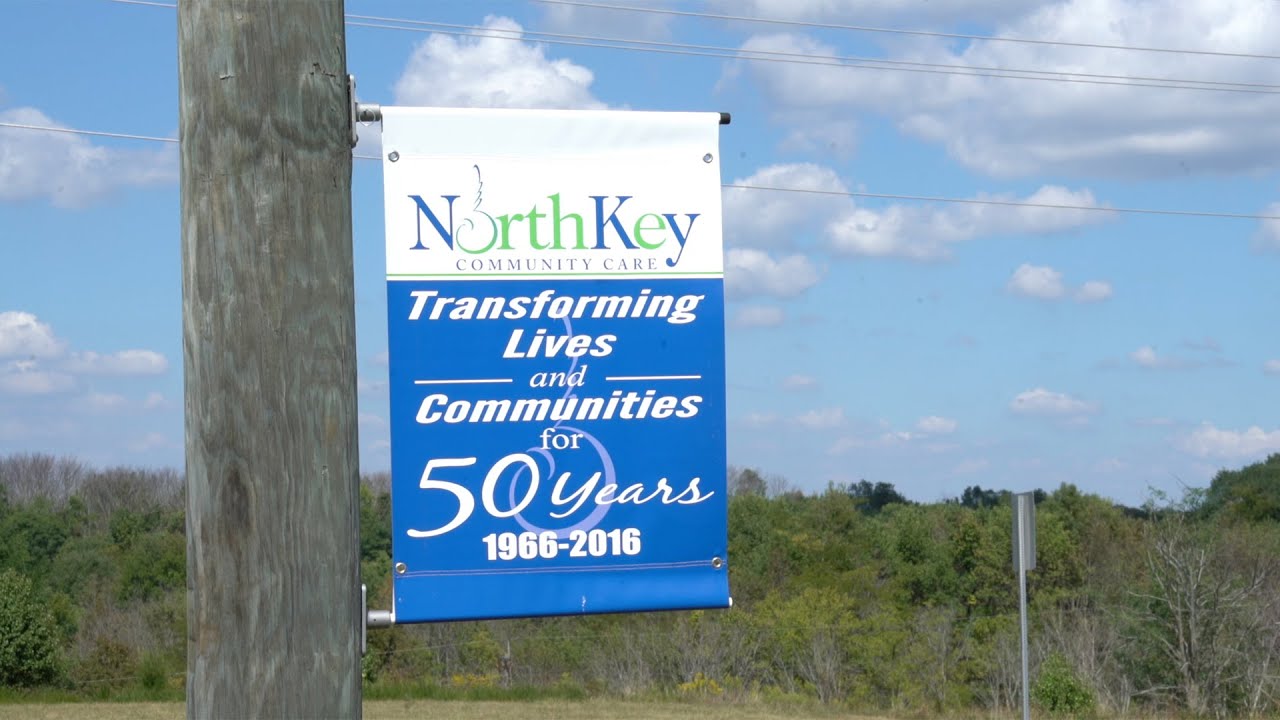 NorthKey
COMMUNITY CARE
Transforming
Lives
and
Communities
for
50 Years
1966-2016